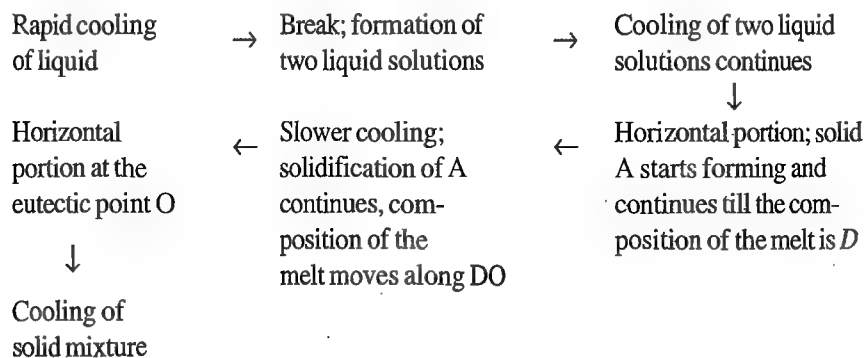 Rapid cooling
of liquid
→
Break; formation of
two liquid solutions
→
Cooling of two liquid
solutions continues
↓
Horizontal portion; solid
A starts forming and
continues till the com-
position of the melt is D
←
Slower cooling;
solidification of A
continues, com-
position of the
melt moves along DO
←
Horizontal
portion at the
eutectic point O
↓
Cooling of
solid mixture